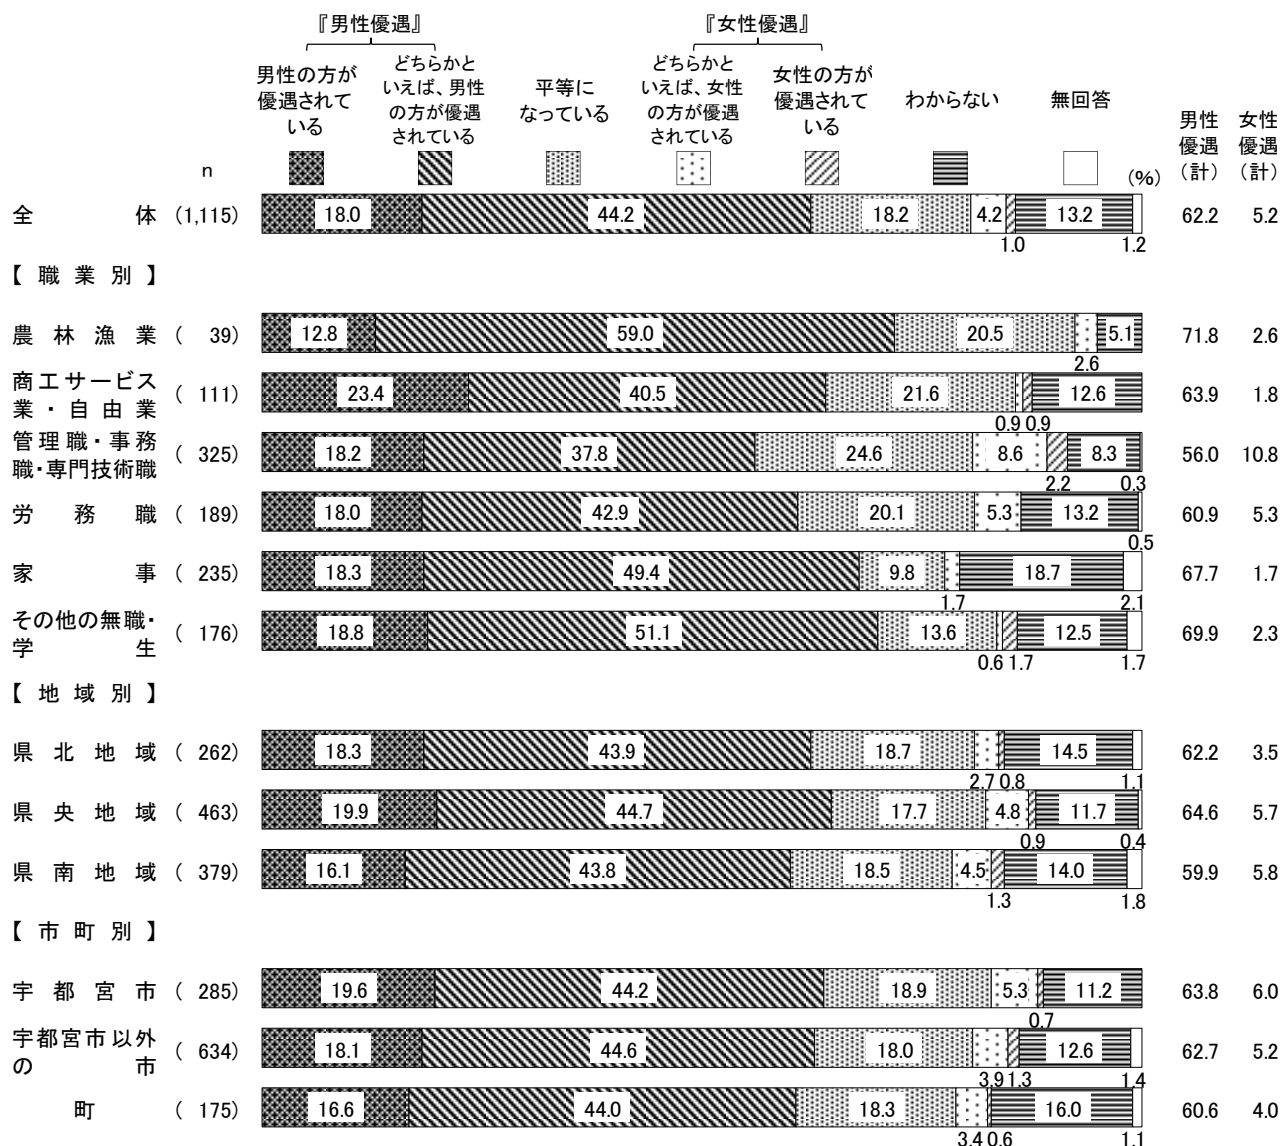 『男性優遇』 『女性優遇』
男性の方が
優遇されて
いる
どちらかと
いえば、男性
の方が優遇
されている
平等に
なっている
どちらかと
いえば、女性
の方が優遇
されている
女性の方が
優遇されて
いる
わからない
無回答
男性
優遇
(計)
女性
優遇
(計)
n
(%)
全体 (1,115) 18.0 44.2 18.2 4.2 13.2 62.2 5.2
1.0 1.2
【職業別】
農林漁業 ( 39) 12.8 59.0 20.5 5.1 71.8 2.6
2.6
商工サービス
業・自由業 ( 111) 23.4 40.5 21.6 12.6 63.9 1.8
0.9 0.9
管理職・事務
職・専門技術職 ( 325) 18.2 37.8 24.6 8.6 8.3 56.0 10.8
2.2 0.3
労務職 ( 189) 18.0 42.9 20.1 5.3 13.2 60.9 5.3
0.5
家事 ( 235) 18.3 49.4 9.8 18.7 67.7 1.7
1.7 2.1
その他の無職・
学生 ( 176) 18.8 51.1 13.6 12.5 69.9 2.3
0.6 1.7 1.7
【地域別】
県北地域 ( 262) 18.3 43.9 18.7 14.5 62.2 3.5
2.7 0.8 1.1
県央地域 ( 463) 19.9 44.7 17.7 4.8 11.7 64.6 5.7
0.9 0.4
県南地域 ( 379) 16.1 43.8 18.5 4.5 14.0 59.9 5.8
1.3 1.8
【市町別】
宇都宮市 ( 285) 19.6 44.2 18.9 5.3 11.2 63.8 6.0
0.7
宇都宮市以外
の市 ( 634) 18.1 44.6 18.0 12.6 62.7 5.2
3.9 1.3 1.4
町 ( 175) 16.6 44.0 18.3 16.0 60.6 4.0
3.4 0.6 1.1